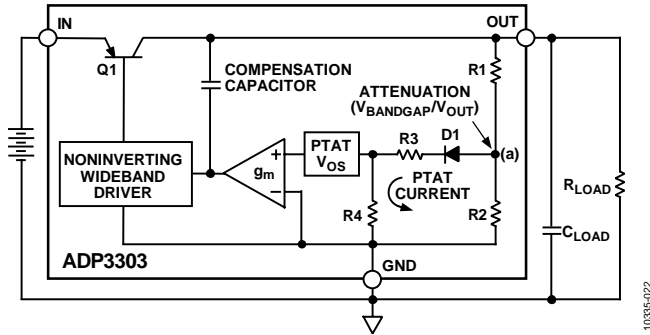 IN
OUT
Q1
COMPENSATION
CAPACITOR
R1
ATTENUATION
(VBANDGAP/VOUT)
NONINVERTING
WIDEBAND
DRIVER
gm
+
−
PTAT
VOS
R3
D1
(a)
PTAT
CURRENT
R4
R2
RLOAD
CLOAD
ADP3303
GND
10335-022